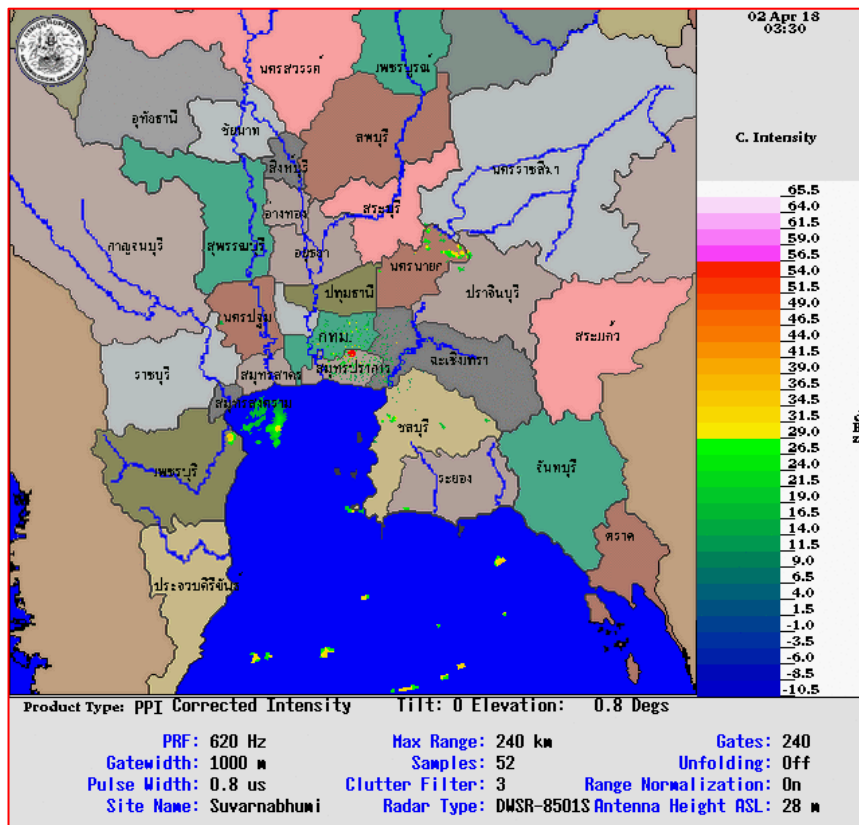 02 Apr 18
03:30
นครสวรรค์
เพชรบูรณ์
อุทัยธานี
ชัยนาท
ลพบุรี
สิงห์บุรี
นครราชสีมา
อ่างทอง
สระบุรี
กาญจนบุรี
สุพรรณบุรี
อยุธยา
นครนายก
ปราจีนบุรี
ปทุมธานี
นครปฐม
กทม.
สระแก้ว
ฉะเชิงเทรา
ราชบุรี
สมุทรสาคร
สมุทรปราการ
สมุทรสงคราม
ชลบุรี
เพชรบุรี
ระยอง
จันทบุรี
ตราด
ประจวบคีรีขันธ์
C. Intensity
65.5
64.0
61.5
59.0
56.5
54.0
51.5
49.0
46.5
44.0
41.5
39.0
36.5
34.0
31.5
29.0
26.5
24.0
21.5
19.0
16.5
14.0
11.5
9.0
6.5
4.0
1.5
-1.0
-3.5
-6.0
-8.5
-10.5
Product Type: PPI Corrected Intensity Tilt: 0 Elevation: 0.8 Degs
PRF: 620 Hz Max Range: 240 km Gates: 240
Gatewidth: 1000 m Samples: 52 Unfolding: Off
Pulse Width: 0.8 us Clutter Filter: 3 Range Normalization: On
Site Name: Suvarnabhumi Radar Type: DWSR-8501S Antenna Height ASL: 28 m